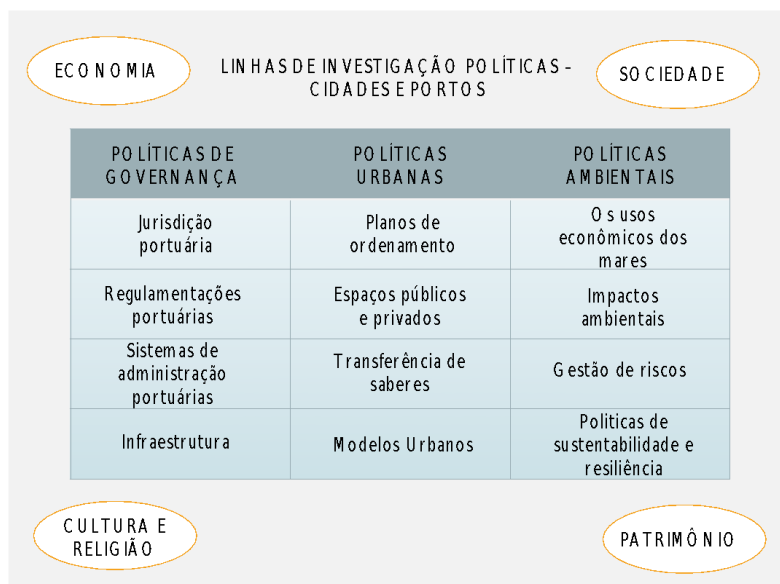 ECONOMIA
LINHAS DE INVESTIGAÇÃO POLÍTICAS –
CIDADES E PORTOS
SOCIEDADE
POLÍTICAS DE
GOVERNANÇA
POLÍTICAS
URBANAS
POLÍTICAS
AMBIENTAIS
Jurisdição
portuária
Planos de
ordenamento
Os usos
econômicos dos
mares
Regulamentações
portuárias
Espaços públicos
e privados
Impactos
ambientais
Sistemas de
administração
portuárias
Transferência de
saberes
Gestão de riscos
Infraestrutura
Modelos Urbanos
Politicas de
sustentabilidade e
resiliência
CULTURA E
RELIGIÃO
PATRIMÔNIO